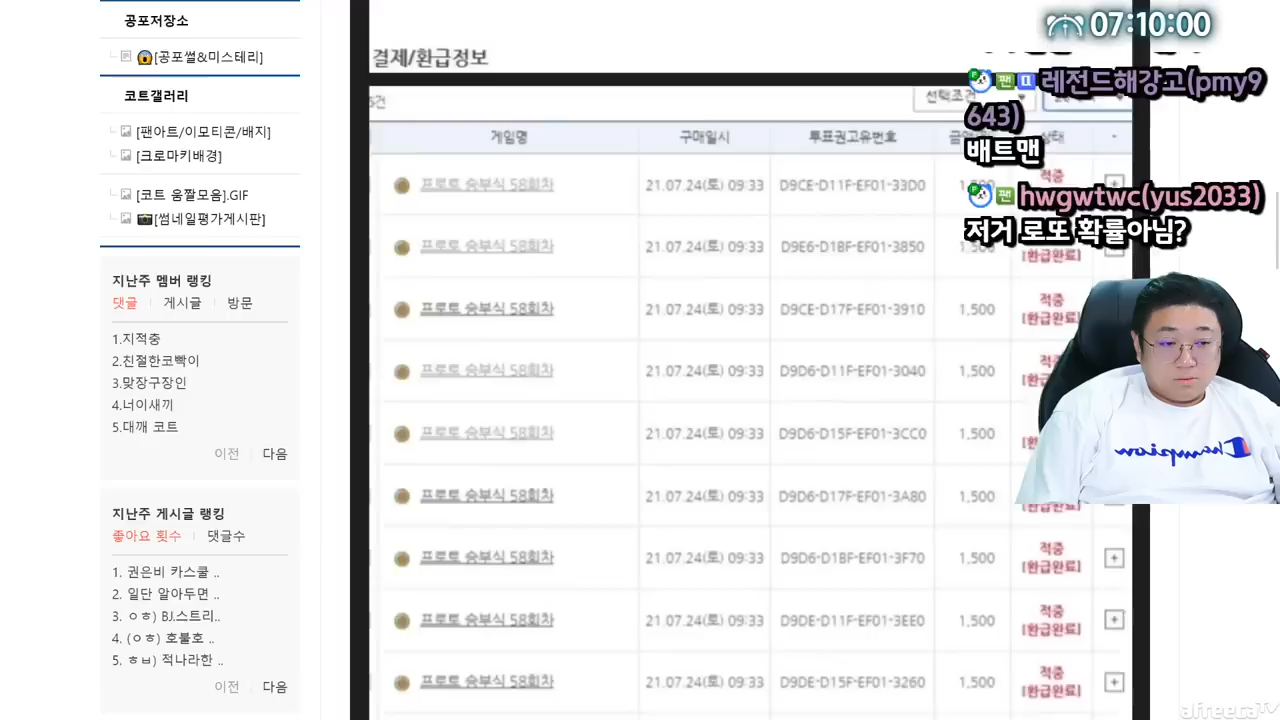 공포저장소
😱[공포썰&미스테리]
코트갤러리
[팬아트/이모티콘/배지]
[크로마키배경]
[코트 움짤모음].GIF
📷[썸네일평가게시판]
지난주 멤버 랭킹
댓글 게시글 방문
1.지적충
2.친절한코빡이
3.맞장구장인
4.너이새끼
5.대깨 코트
이전 다음
지난주 게시글 랭킹
좋아요 횟수 댓글수
1. 권은비 카스쿨 ..
2. 일단 알아두면 ..
3. ㅇㅎ) BJ.스트리..
4. (ㅇㅎ) 호불호 ..
5. ㅎㅂ) 적나라한 ..
이전 다음
결제/환급정보
선택조건
게임명 구매일시 투표권고유번호
프로토 승부식 58회차 21.07.24(토) 09:33 D9CE-D11F-EF01-33D0 적중
프로토 승부식 58회차 21.07.24(토) 09:33 D9E6-D1BF-EF01-3850 1,500
[환급완료]
프로토 승부식 58회차 21.07.24(토) 09:33 D9CE-D17F-EF01-3910 1,500 적중
[환급완료]
프로토 승부식 58회차 21.07.24(토) 09:33 D9D6-D11F-EF01-3040 1,500
프로토 승부식 58회차 21.07.24(토) 09:33 D9D6-D15F-EF01-3CC0 1,500
프로토 승부식 58회차 21.07.24(토) 09:33 D9D6-D17F-EF01-3A80 1,500
프로토 승부식 58회차 21.07.24(토) 09:33 D9D6-D1BF-EF01-3F70 1,500 적중
[환급완료]
프로토 승부식 58회차 21.07.24(토) 09:33 D9DE-D11F-EF01-3EE0 1,500 적중
[환급완료]
프로토 승부식 58회차 21.07.24(토) 09:33 D9DE-D15F-EF01-3260 1,500 적중
[환급완료]
07:10:00
팬 레전드해강고(pmy9
643)
배트맨
팬 hwgwtwc(yus2033)
저거 로또 확률아님?
Champion
afreecaTV